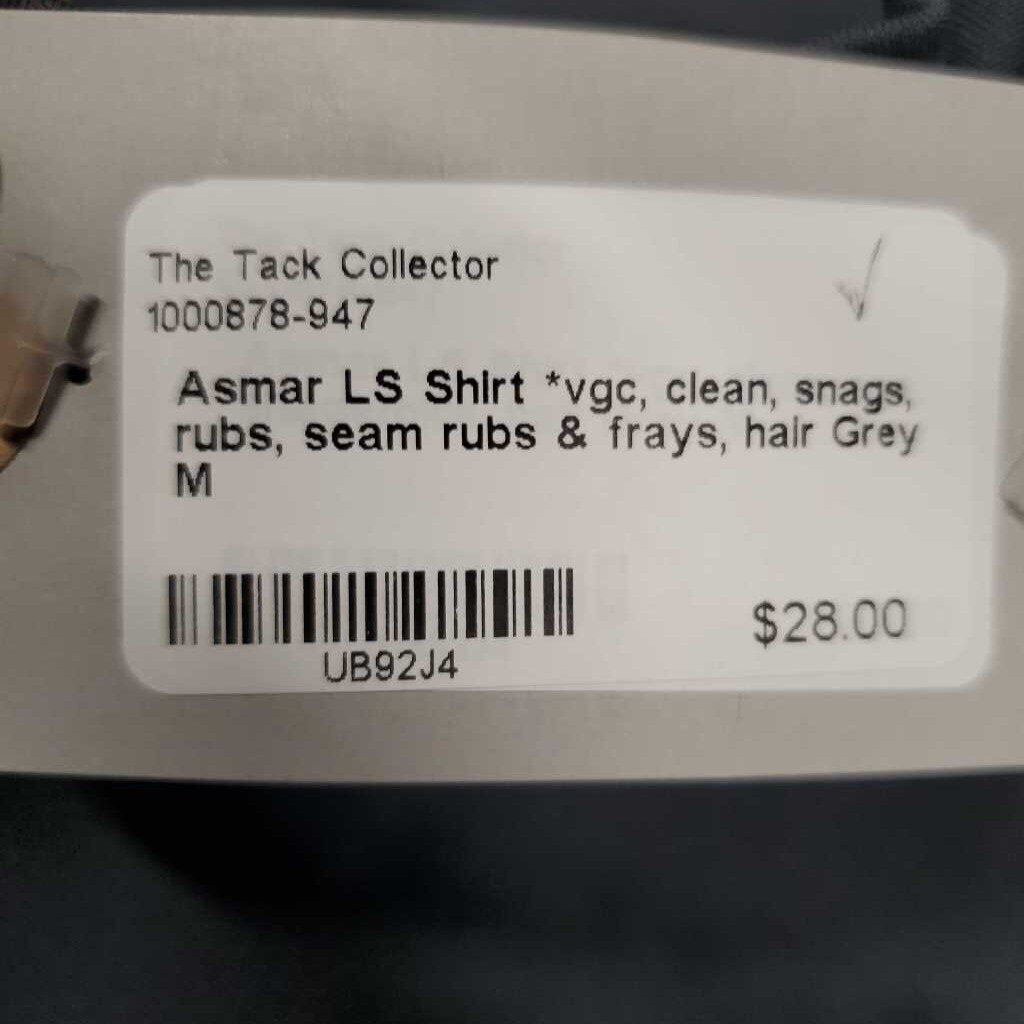 The Tack Collector
1000878-947
Asmar LS Shirt *vgc, clean, snags,
rubs, seam rubs & frays, hair Grey
M
UB92J4
$28.00